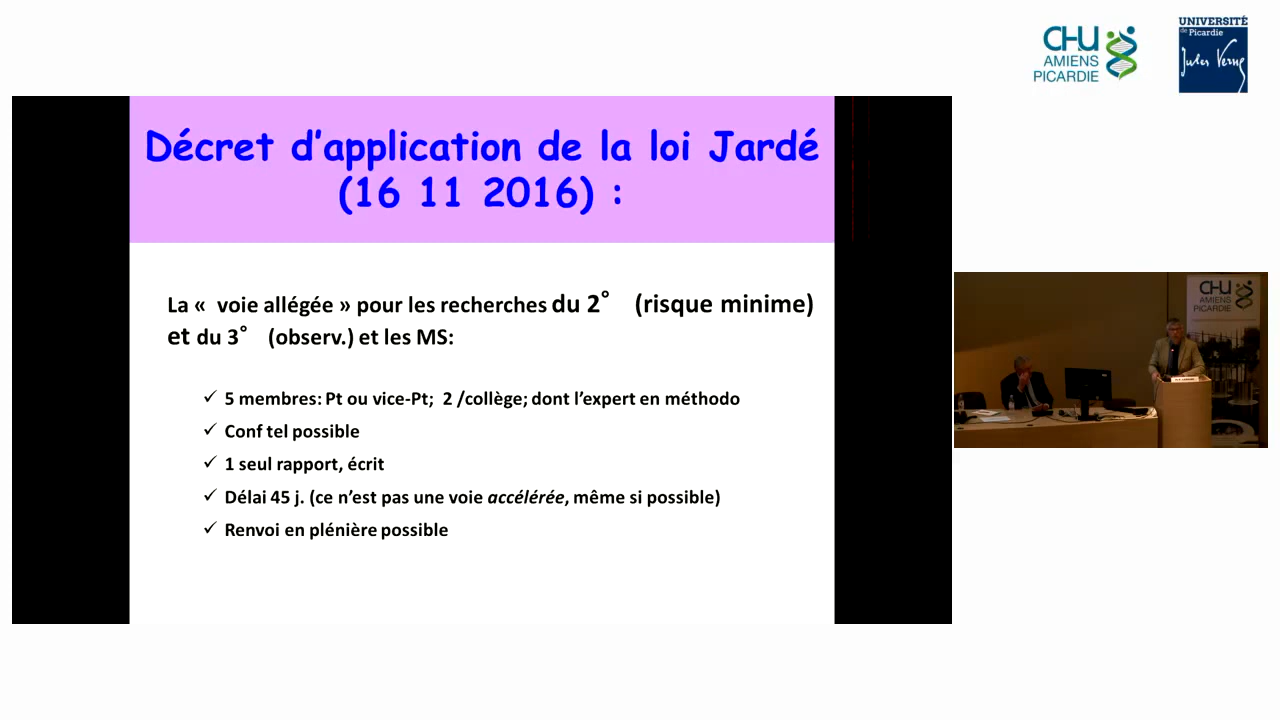 CHU
AMIENS
PICARDIE
UNIVERSITÉ
de Picardie
Jules Verne
Décret d’application de la loi Jardé
(16 11 2016) :
La « voie allégée » pour les recherches du 2° (risque minime)
et du 3° (observ.) et les MS:
✓ 5 membres: Pt ou vice-Pt; 2 /collège; dont l’expert en méthodo
✓ Conf tel possible
✓ 1 seul rapport, écrit
✓ Délai 45 j. (ce n’est pas une voie accélérée, même si possible)
✓ Renvoi en plénière possible
CHU
AMIENS
PICARDIE